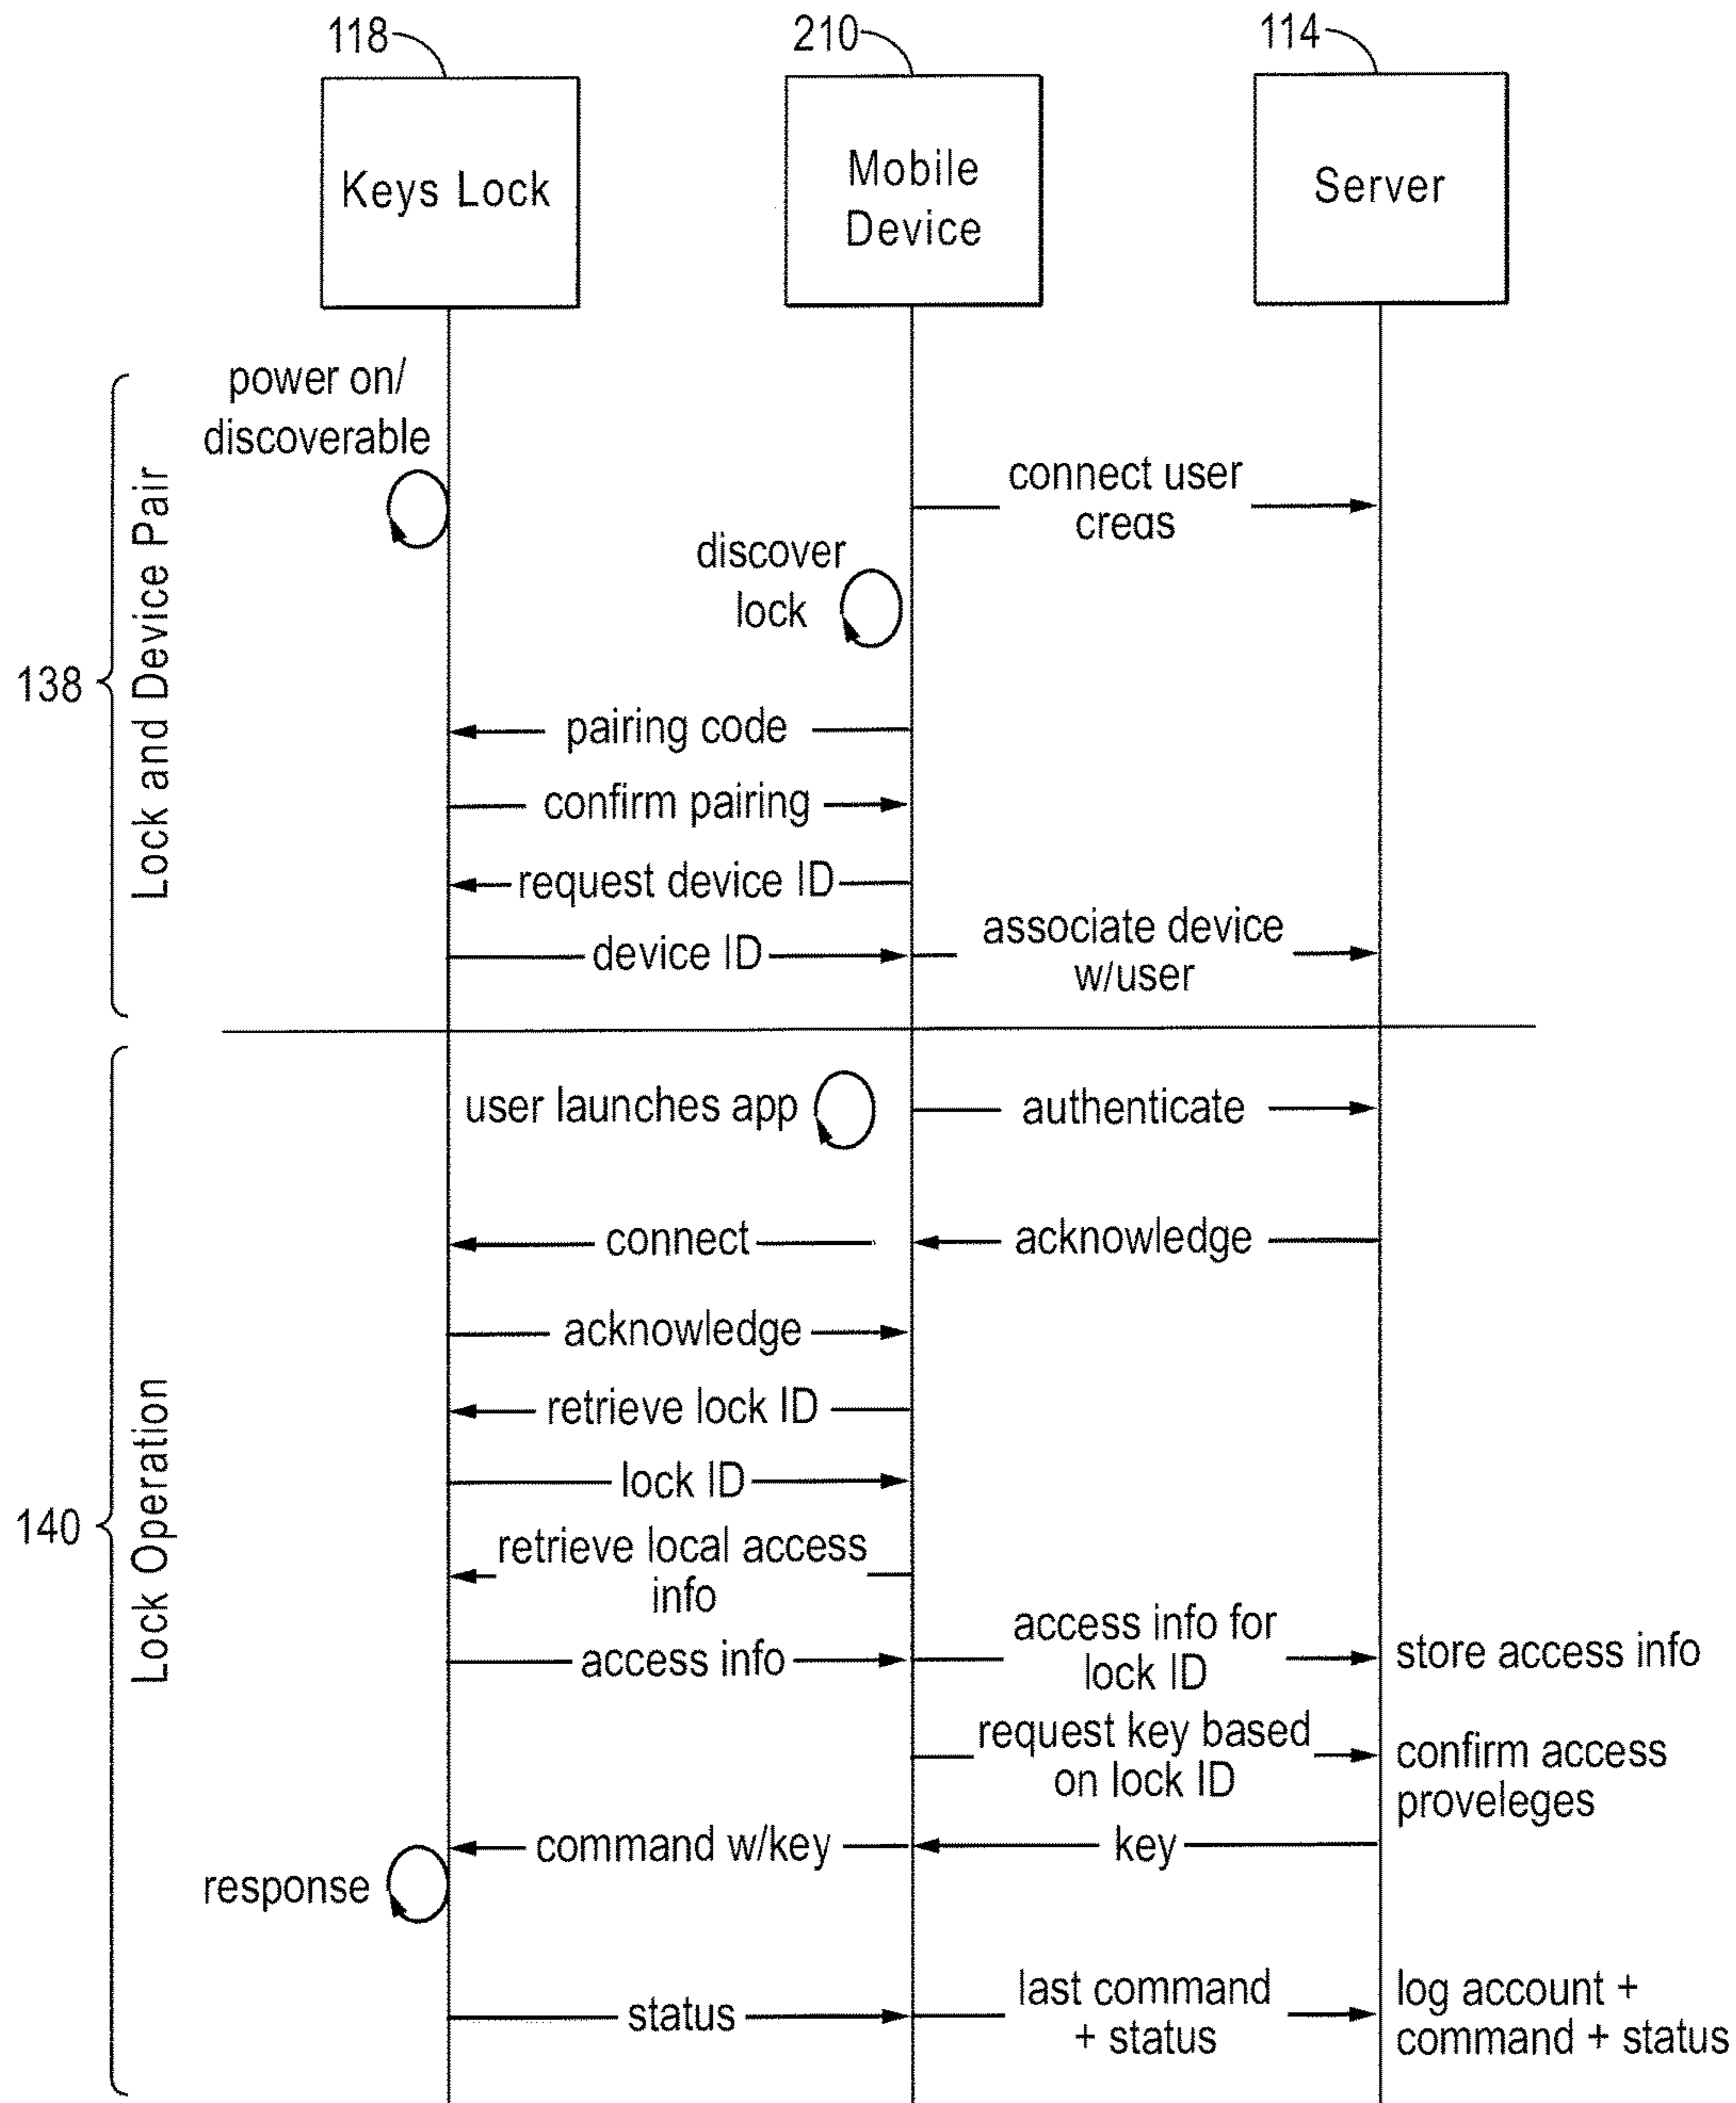 118
210
114
Keys Lock
Mobile
Device
Server
power on/
discoverable
connect user
creds
discover
lock
138
Lock and Device Pair
pairing code
confirm pairing
request device ID
device ID
associate device
w/user
user launches app
authenticate
connect
acknowledge
acknowledge
retrieve lock ID
lock ID
140
Lock Operation
retrieve local access
info
access info
access info for
lock ID
store access info
request key based
on lock ID
confirm access
proveleges
command w/key
key
response
status
last command
+ status
log account +
command + status